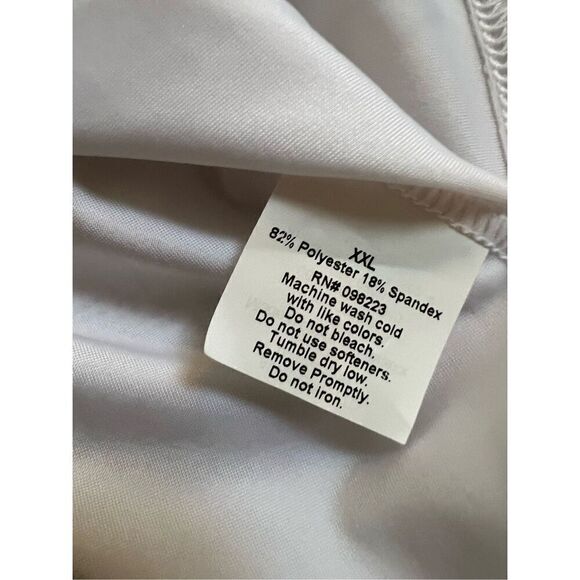 XXL
82% Polyester 18% Spandex
RN# 098223
Machine wash cold
with like colors.
Do not bleach.
Do not use softeners.
Tumble dry low.
Remove Promptly.
Do not iron.